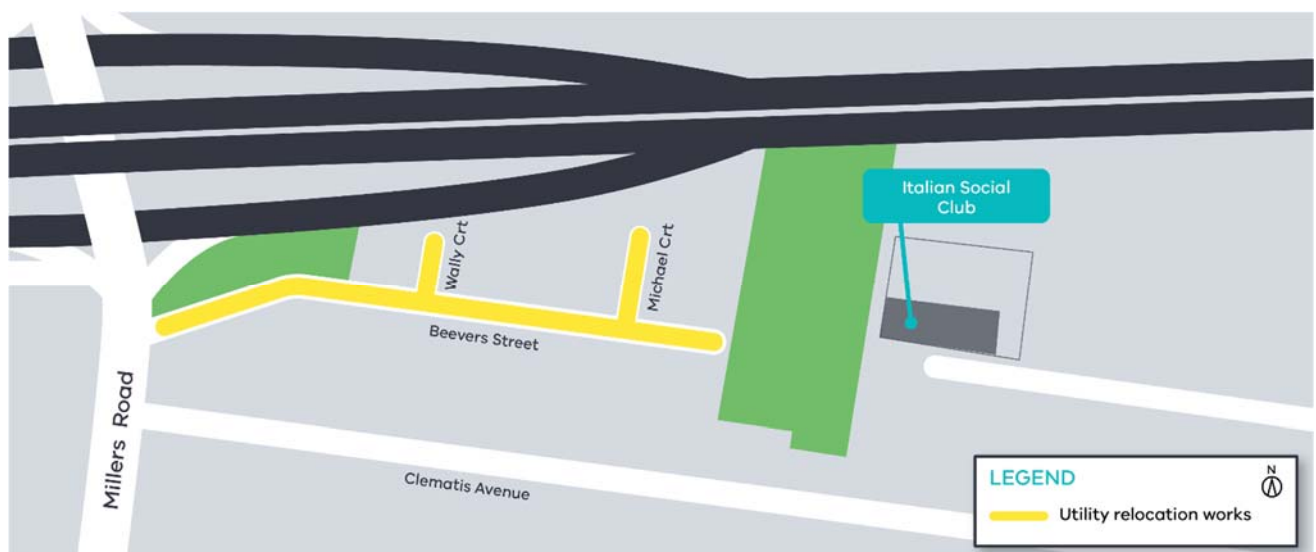 Italian Social
Club
Wally Crt
Michael Crt
Beevers Street
Millers Road
Clematis Avenue
LEGEND
N
Utility relocation works